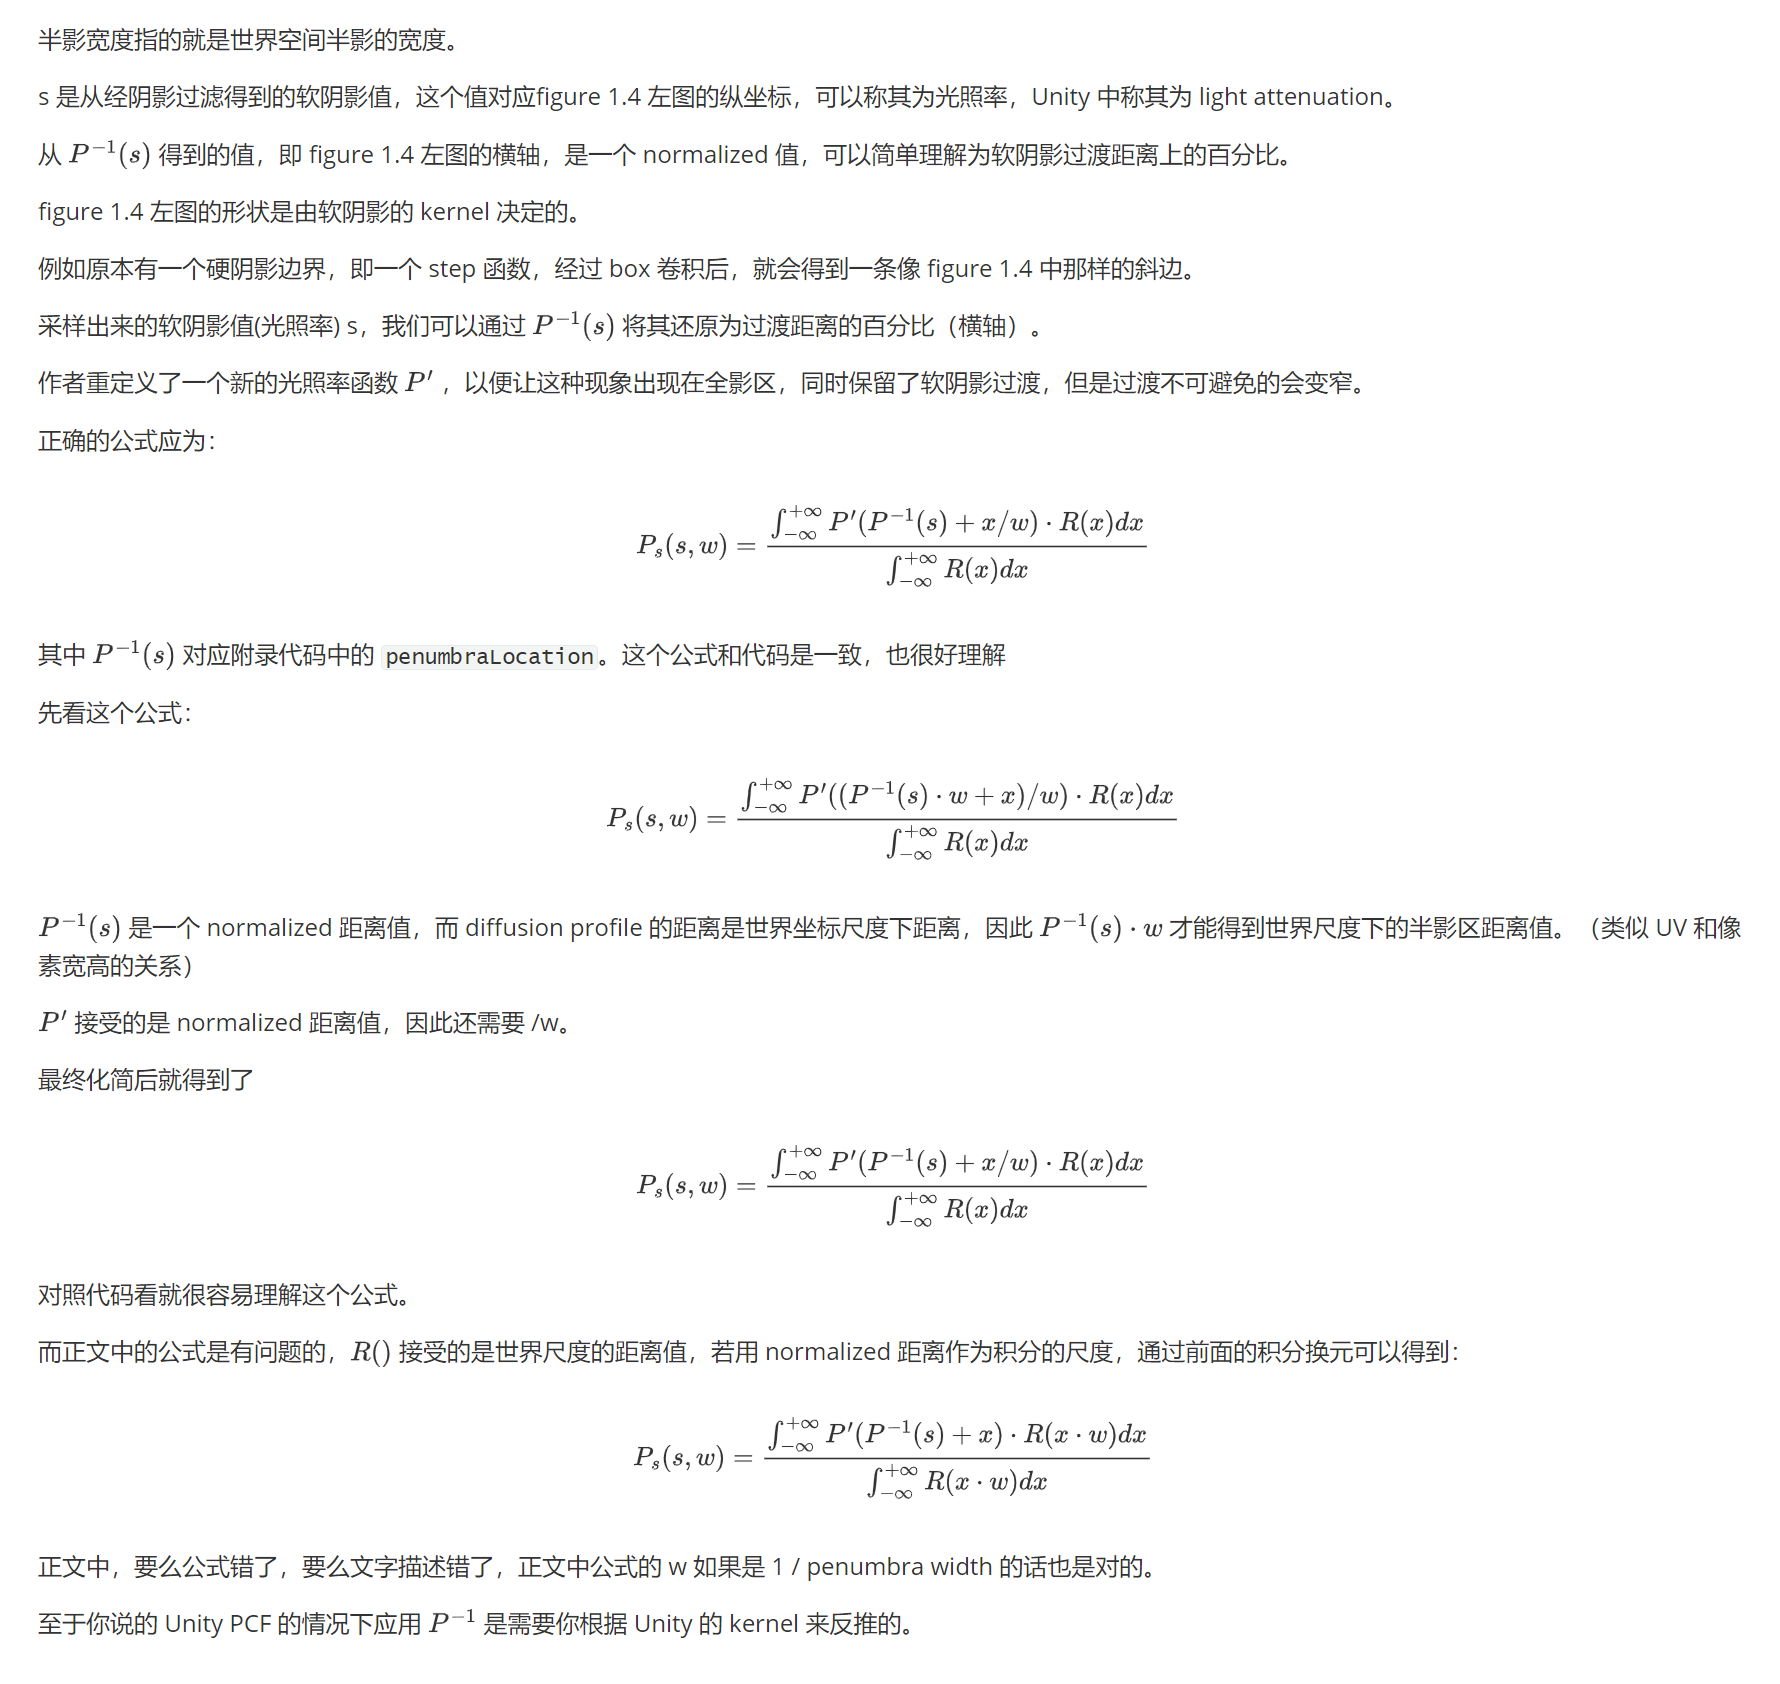 半影宽度指的就是世界空间半影的宽度。
s 是从经阴影过滤得到的软阴影值，这个值对应figure 1.4 左图的纵坐标，可以称其为光照率，Unity 中称其为 light attenuation。
从 $P^{-1}(s)$ 得到的值，即 figure 1.4 左图的横轴，是一个 normalized 值，可以简单理解为软阴影过渡距离上的百分比。
figure 1.4 左图的形状是由软阴影的 kernel 决定的。
例如原本有一个硬阴影边界，即一个 step 函数，经过 box 卷积后，就会得到一条像 figure 1.4 中那样的斜边。
采样出来的软阴影值(光照率) s，我们可以通过 $P^{-1}(s)$ 将其还原为过渡距离的百分比（横轴）。
作者重定义了一个新的光照率函数 $P'$ ，以便让这种现象出现在全影区，同时保留了软阴影过渡，但是过渡不可避免的会变窄。
正确的公式应为：
$P_s(s,w) = \frac{\int_{-\infty}^{+\infty} P'(P^{-1}(s) + x/w) \cdot R(x)dx}{\int_{-\infty}^{+\infty} R(x)dx}$
其中 $P^{-1}(s)$ 对应附录代码中的 penumbraLocation。这个公式和代码是一致，也很好理解
先看这个公式：
$P_s(s,w) = \frac{\int_{-\infty}^{+\infty} P'((P^{-1}(s) \cdot w + x)/w) \cdot R(x)dx}{\int_{-\infty}^{+\infty} R(x)dx}$
$P^{-1}(s)$ 是一个 normalized 距离值，而 diffusion profile 的距离是世界坐标尺度下距离，因此 $P^{-1}(s) \cdot w$ 才能得到世界尺度下的半影区距离值。（类似 UV 和像
素宽高的关系）
$P'$ 接受的是 normalized 距离值，因此还需要 /w。
最终化简后就得到了
$P_s(s,w) = \frac{\int_{-\infty}^{+\infty} P'(P^{-1}(s) + x/w) \cdot R(x)dx}{\int_{-\infty}^{+\infty} R(x)dx}$
对照代码看就很容易理解这个公式。
而正文中的公式是有问题的，$R()$ 接受的是世界尺度的距离值，若用 normalized 距离作为积分的尺度，通过前面的积分换元可以得到：
$P_s(s,w) = \frac{\int_{-\infty}^{+\infty} P'(P^{-1}(s) + x) \cdot R(x \cdot w)dx}{\int_{-\infty}^{+\infty} R(x \cdot w)dx}$
正文中，要么公式错了，要么文字描述错了，正文中公式的 w 如果是 1 / penumbra width 的话也是对的。
至于你说的 Unity PCF 的情况下应用 $P^{-1}$ 是需要你根据 Unity 的 kernel 来反推的。